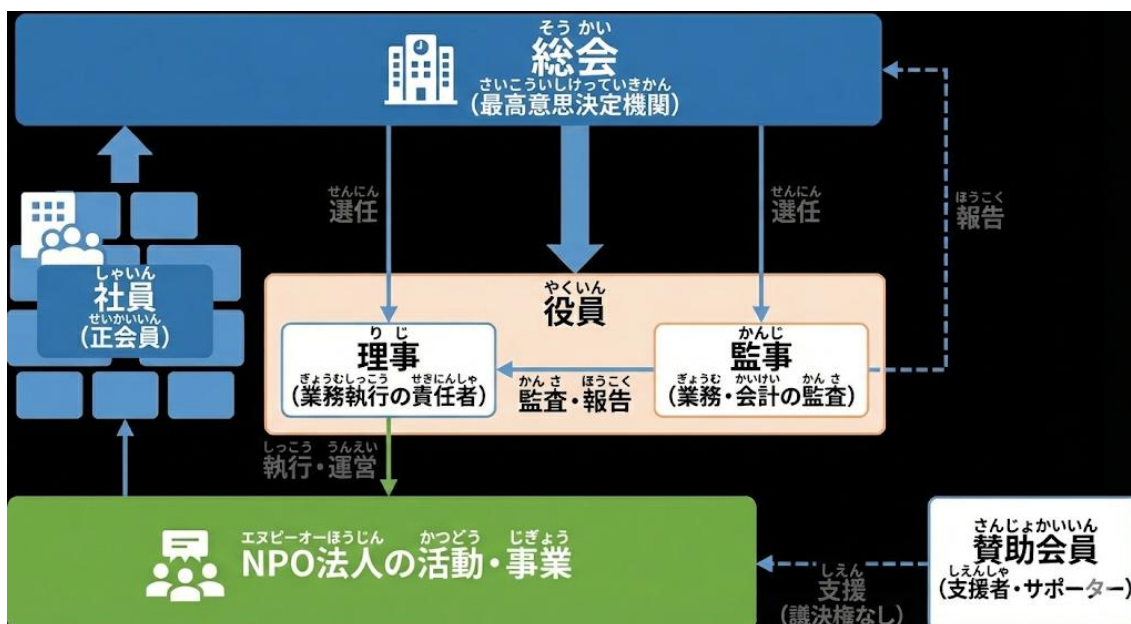 そう かい
総会
さいこういしけっていきかん
(最高意思決定機関)
せんにん
選任
せんにん
選任
ほうこく
報告
しゃいん
社員
せいかいいん
(正会員)
やくいん
役員
り じ
理事
ぎょうむしっこう せきにんしゃ
(業務執行の責任者)
かん さ ほうこく
監査・報告
かんじ
監事
ぎょうむ かいけい かん さ
(業務・会計の監査)
しっこう うんえい
執行・運営
エヌピーオーほうじん かつどう じぎょう
NPO法人の活動・事業
しえん
支援
(議決権なし)
さんじょかいいん
賛助会員
しえんしゃ
(支援者・サポーター)